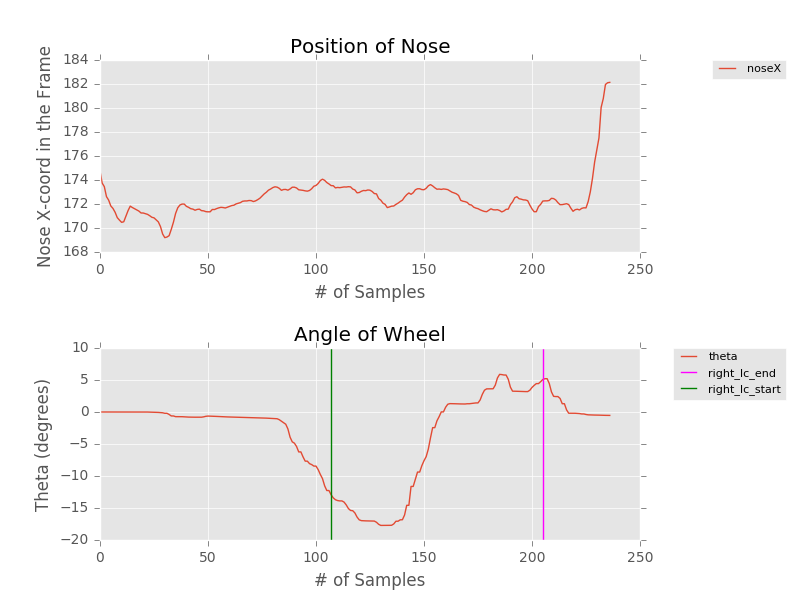 Position of Nose
184
182
180
178
176
174
172
170
168
Nose X-coord in the Frame
0 50 100 150 200 250
# of Samples
noseX
Angle of Wheel
10
5
0
−5
−10
−15
−20
Theta (degrees)
0 50 100 150 200 250
# of Samples
theta
right_lc_end
right_lc_start